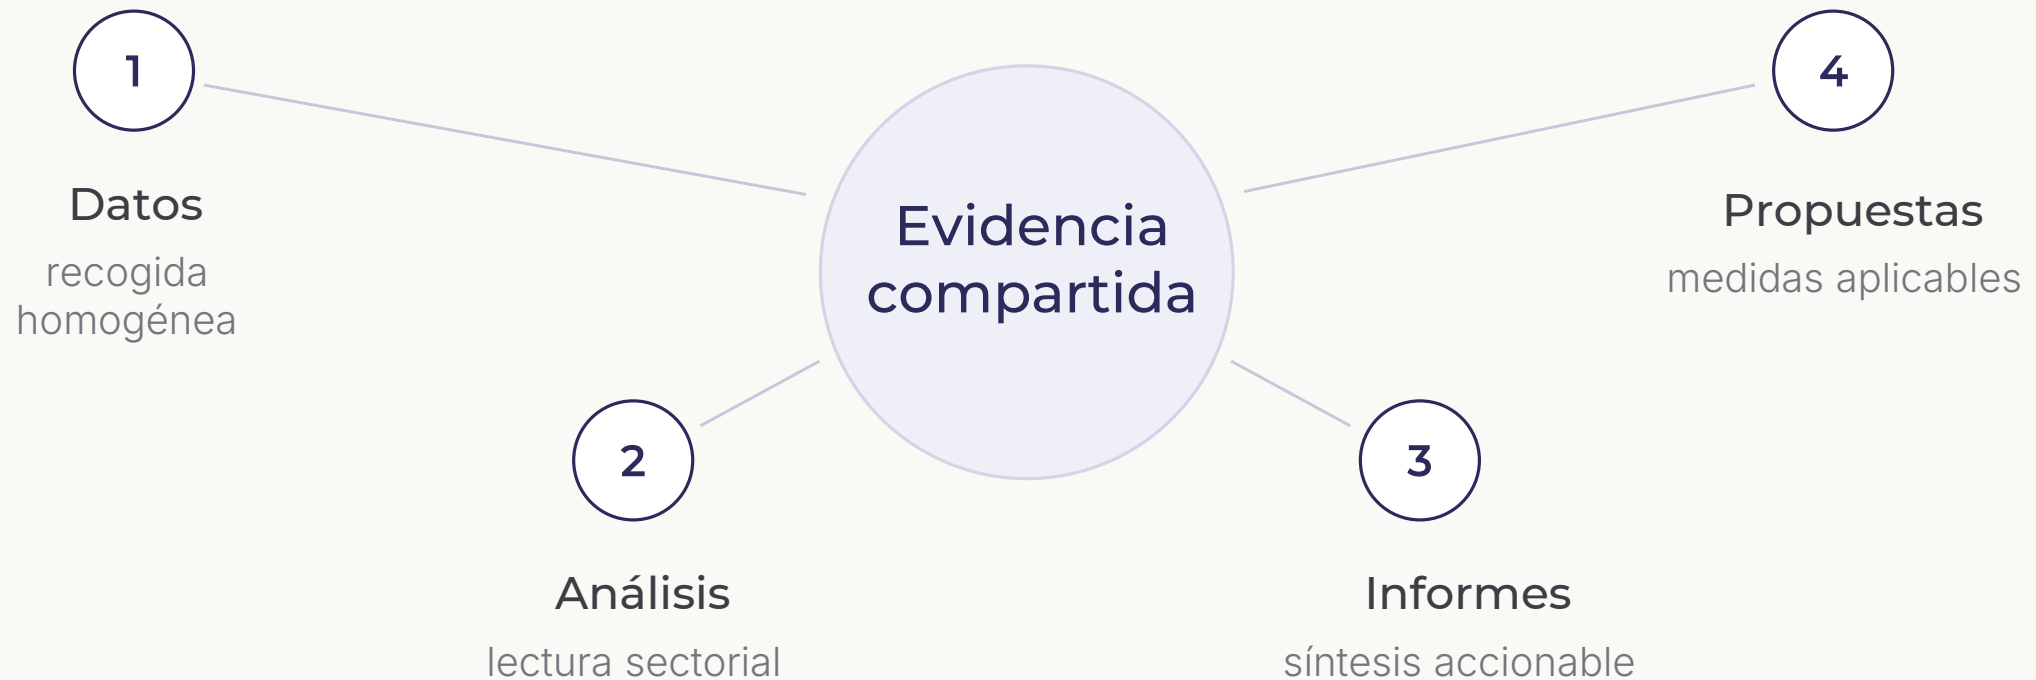 1
Datos
recogida
homogénea
2
Análisis
lectura sectorial
Evidencia
compartida
3
Informes
síntesis accionable
4
Propuestas
medidas aplicables